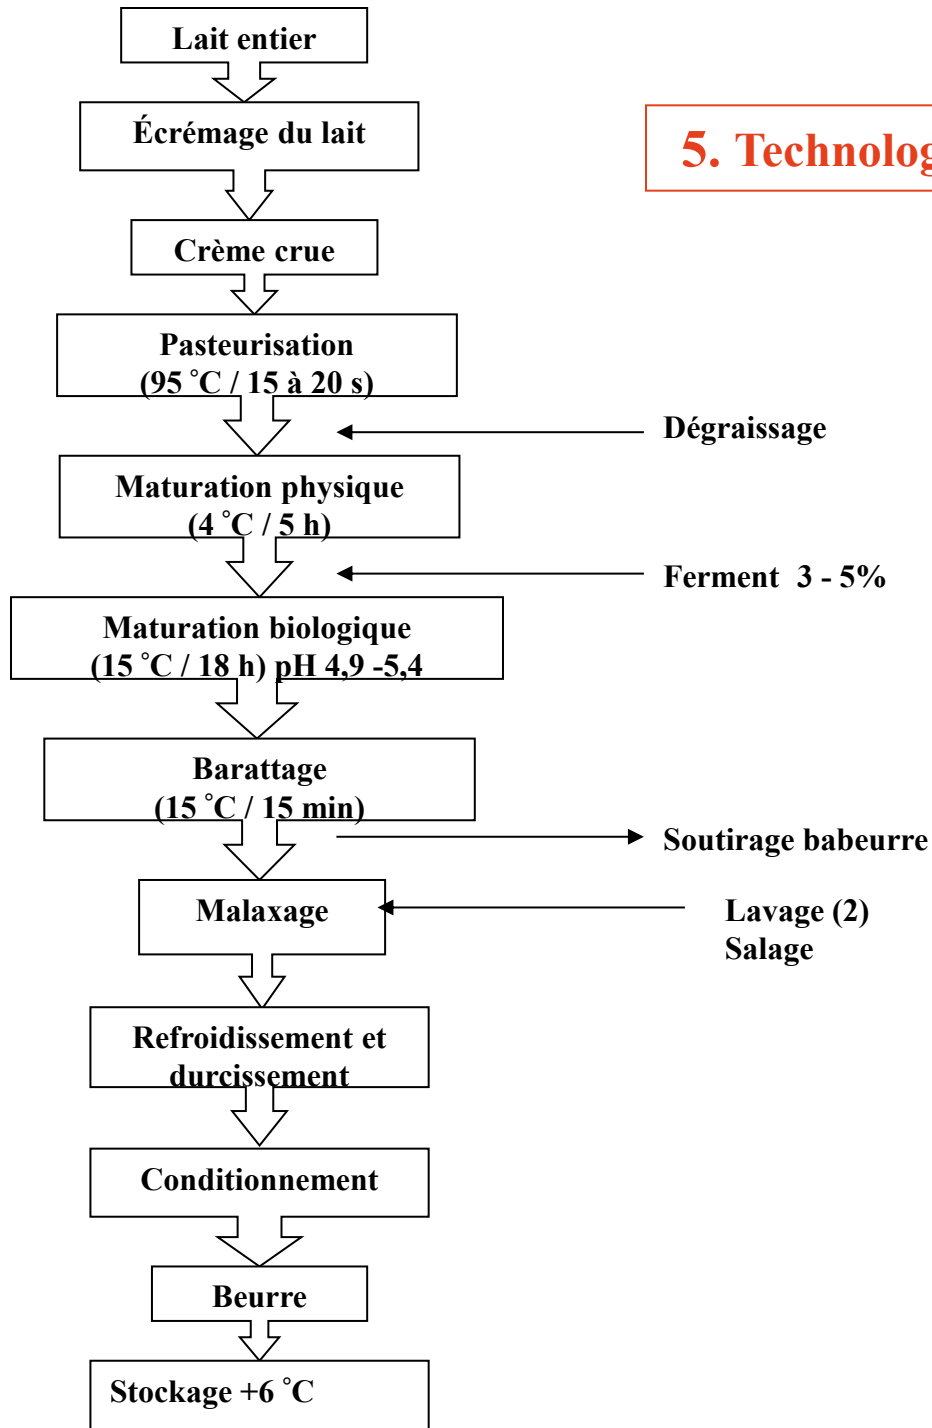 Lait entier
Écrémage du lait
5. Technolog
Crème crue
Pasteurisation
(95 °C / 15 à 20 s)
Dégraissage
Maturation physique
(4 °C / 5 h)
Ferment 3 - 5%
Maturation biologique
(15 °C / 18 h) pH 4,9 -5,4
Barattage
(15 °C / 15 min)
Soutirage babeurre
Malaxage
Lavage (2)
Salage
Refroidissement et
durcissement
Conditionnement
Beurre
Stockage +6 °C